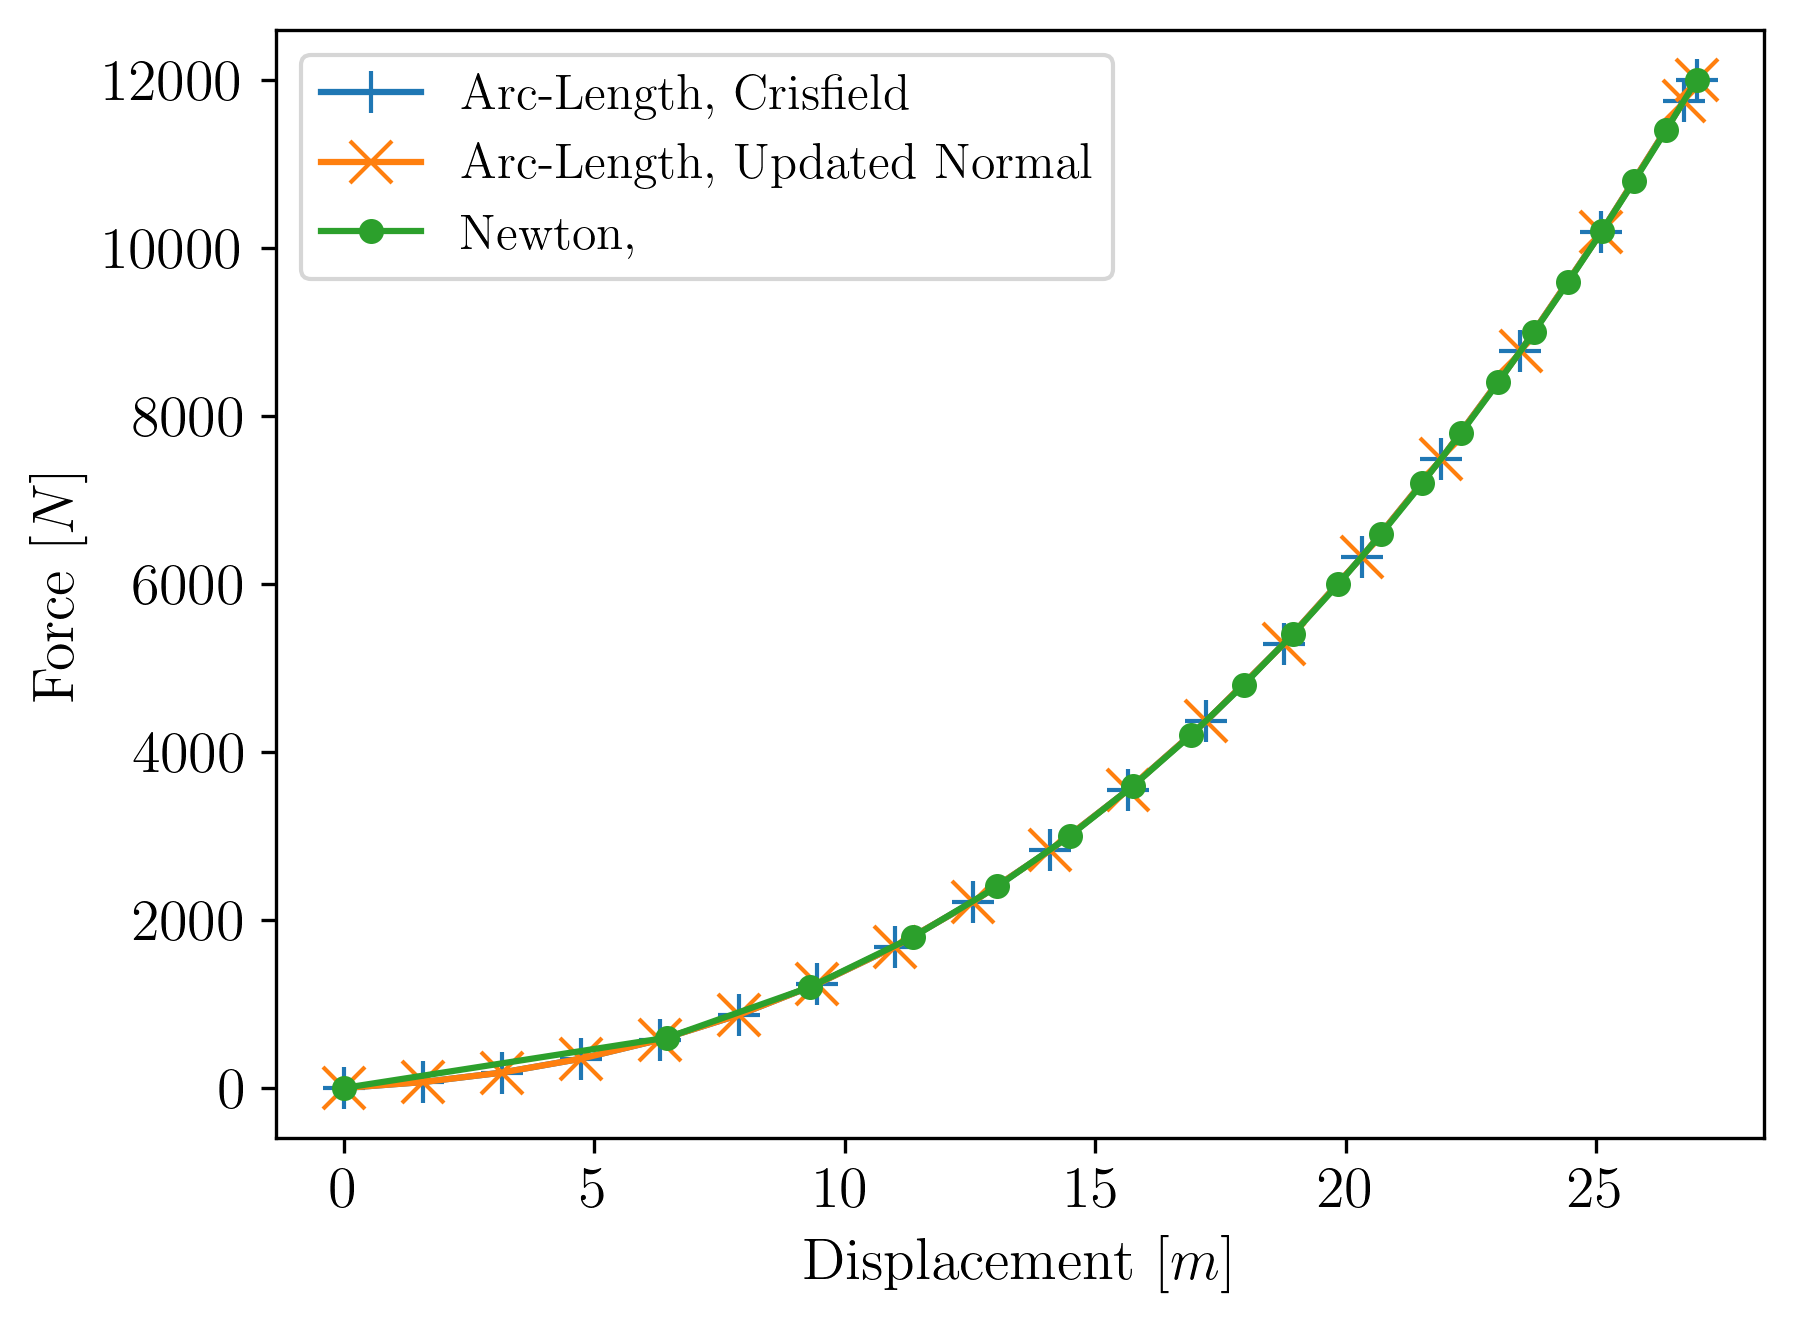 Arc-Length, Crisfield
Arc-Length, Updated Normal
Newton,
12000
10000
8000
6000
4000
2000
0
Force [N]
0 5 10 15 20 25
Displacement [m]